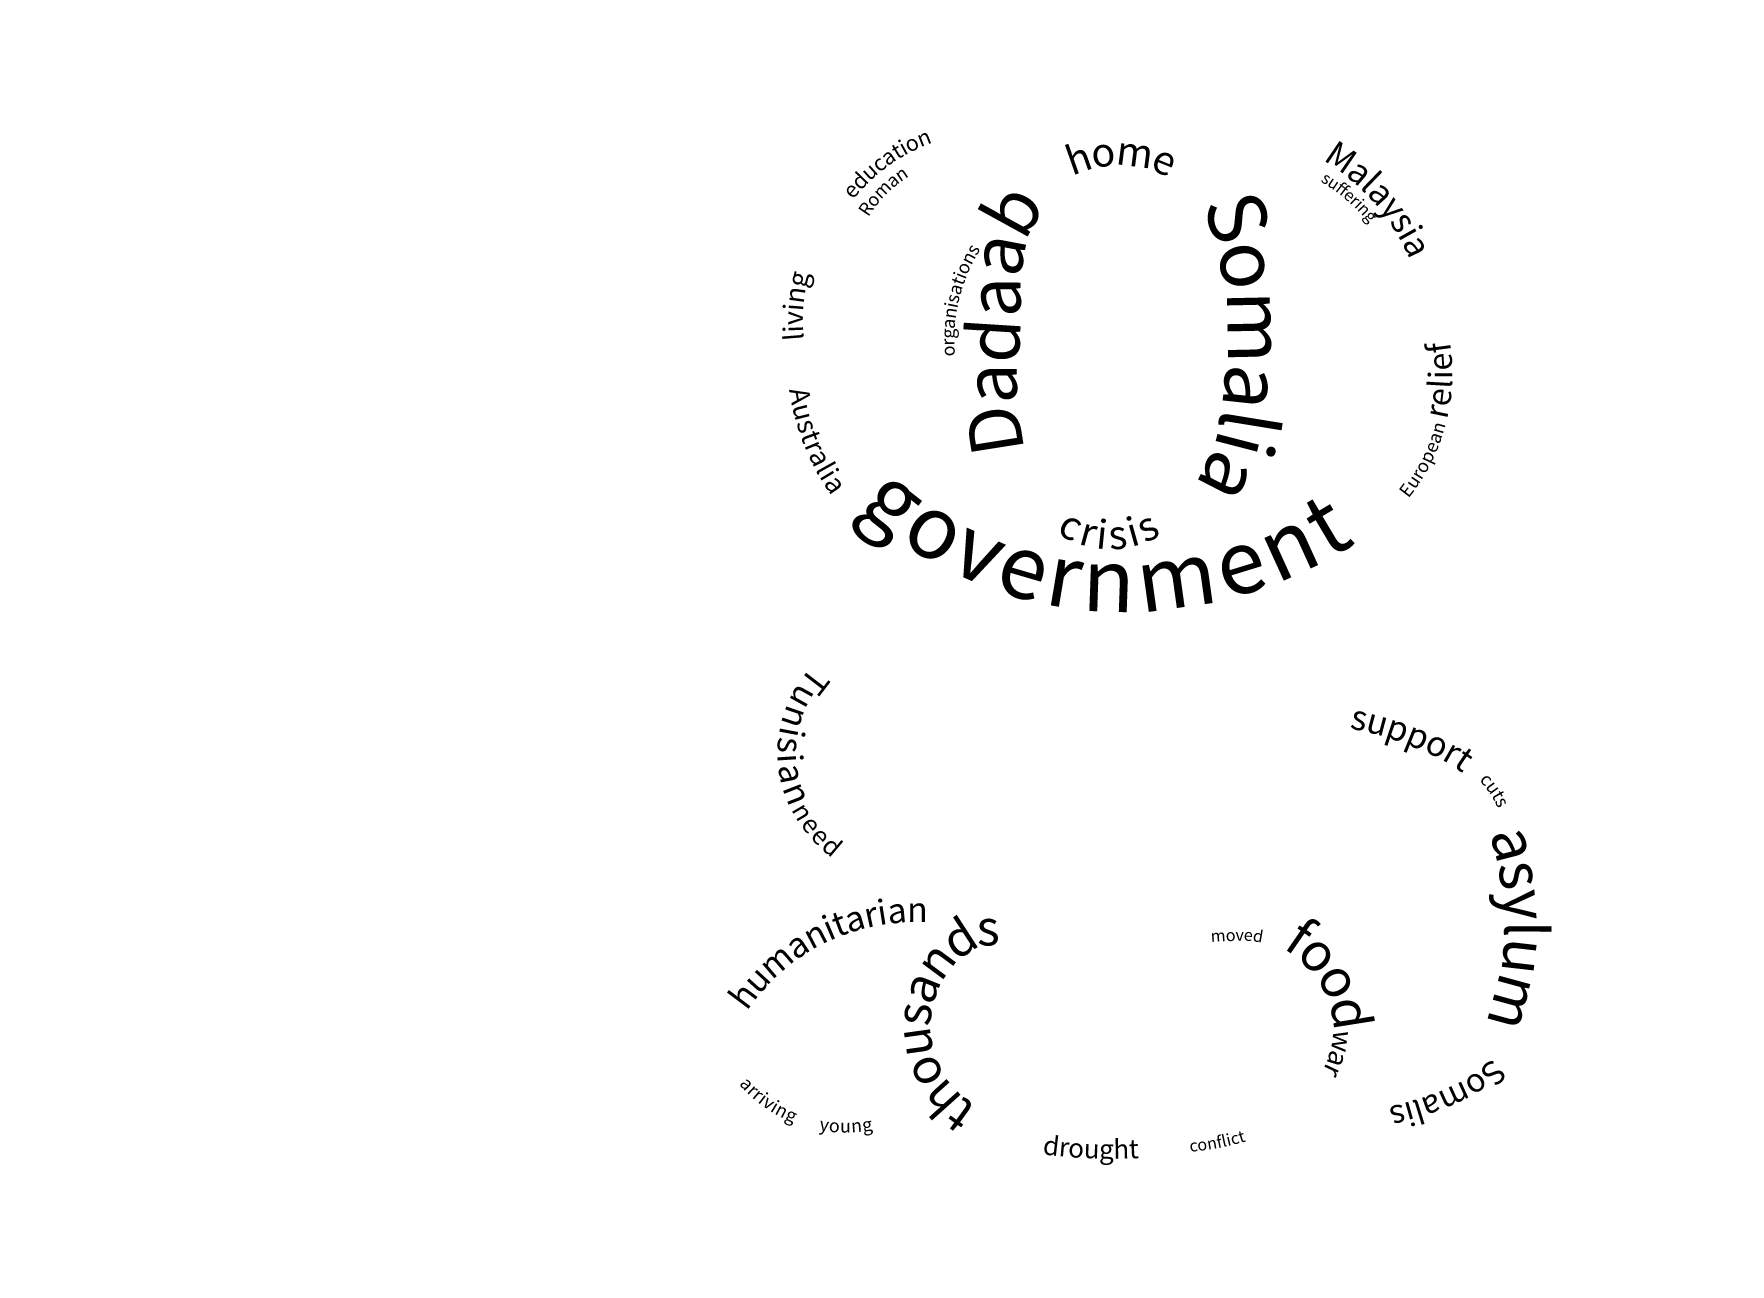 education
Roman
home
Malaysia
suffering
Dadaab
organisations
Somalia
living
Australia
relief
European
crisis
government
Tunisian
need
support
cuts
asylum
humanitarian
thousands
moved
food
war
Somalis
arriving
young
drought
conflict